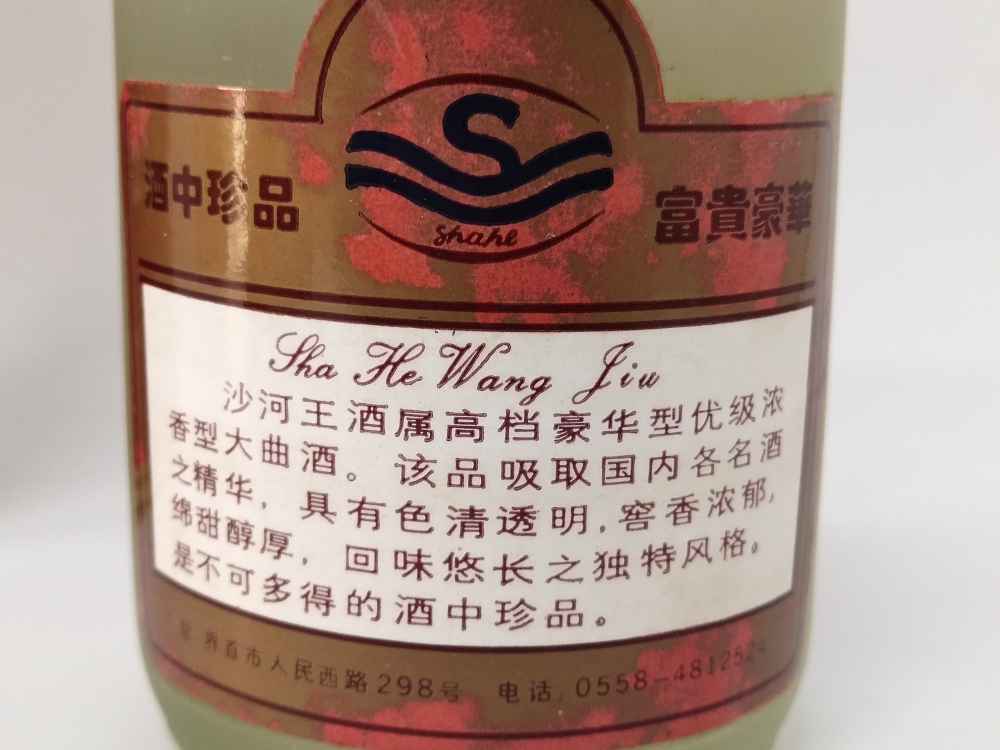 S
Shahe
酒中珍品
富貴豪華
Sha He Wang Jiu
沙河王酒属高档豪华型优级浓
香型大曲酒。该品吸取国内各名酒
之精华，具有色清透明，窖香浓郁，
绵甜醇厚，回味悠长之独特风格。
是不可多得的酒中珍品。
界首市人民西路298号 电话：0558-481252